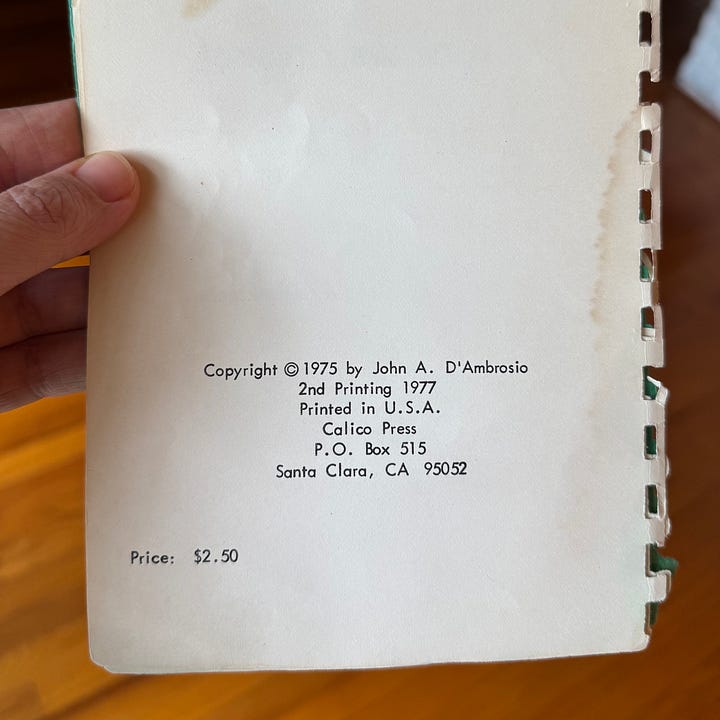 Copyright © 1975 by John A. D'Ambrosio
2nd Printing 1977
Printed in U.S.A.
Calico Press
P.O. Box 515
Santa Clara, CA 95052
Price: $2.50